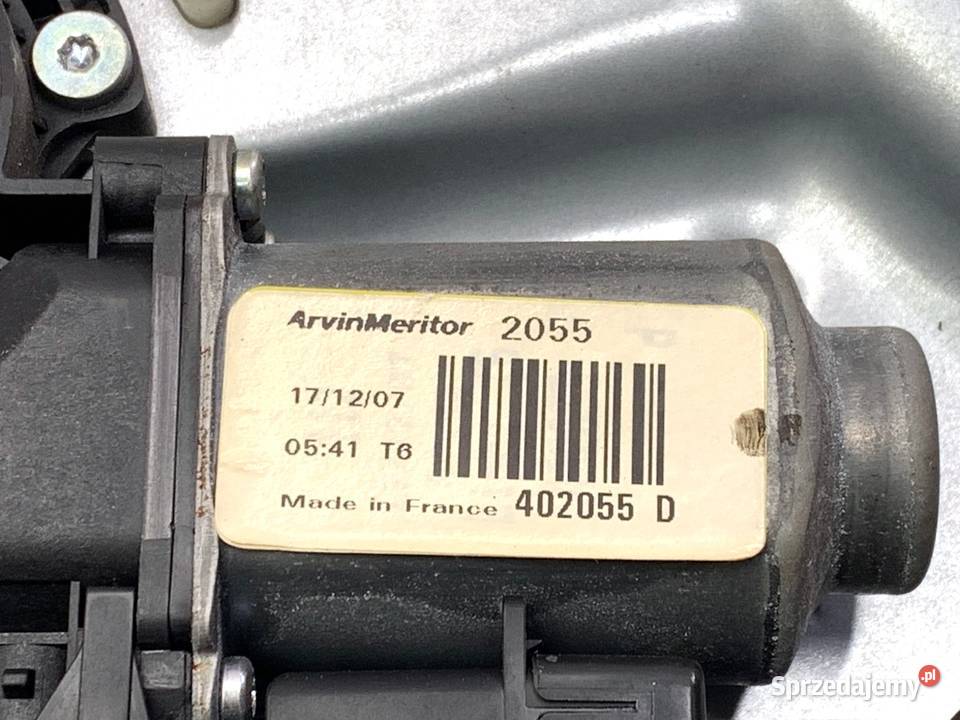 ArvinMeritor 2055
17/12/07
05:41 T6
Made in France 402055 D
Sprzedajemy.pl